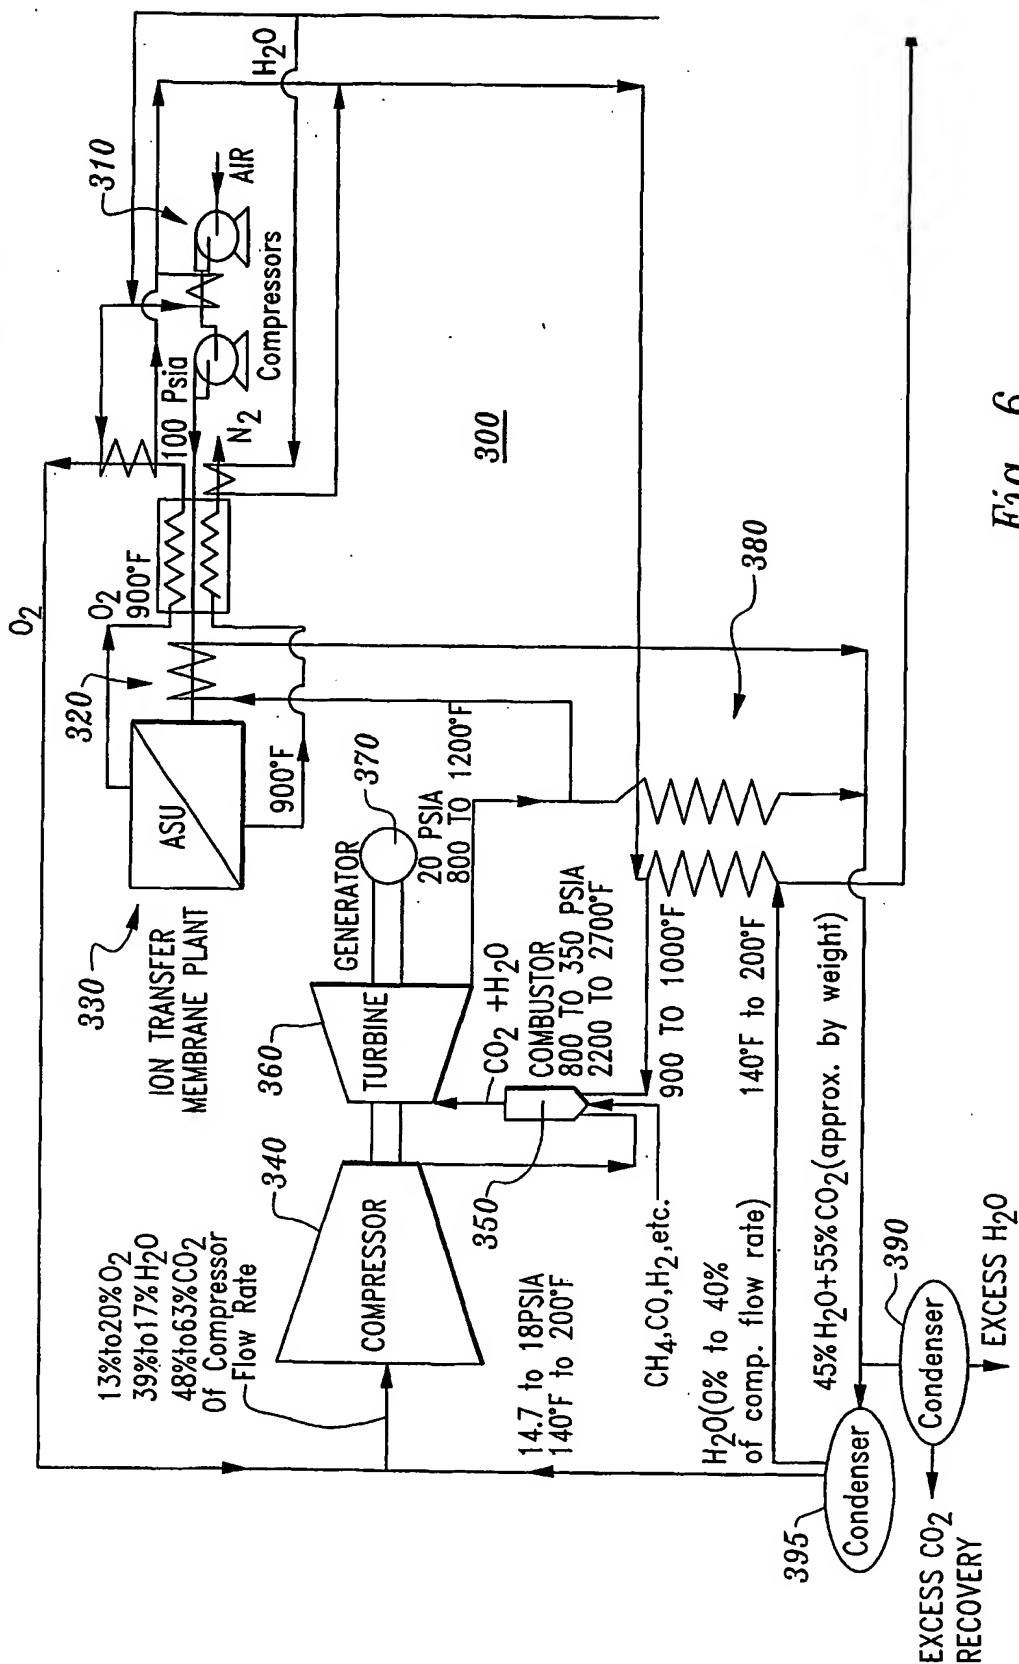 O2
H2O
310
AIR
Compressors
100 Psia
N2
O2
900°F
320
ASU
900°F
330
ION TRANSFER
MEMBRANE PLANT
300
13%to20%O2
39%to17%H2O
48%to63%CO2
Of Compressor
Flow Rate
340
COMPRESSOR
360
TURBINE
GENERATOR
370
20 PSIA
800 TO 1200°F
14.7 to 18PSIA
140°F to 200°F
350
CO2 +H2O
COMBUSTOR
800 TO 350 PSIA
2200 TO 2700°F
CH4,CO,H2,etc.
900 TO 1000°F
380
H2O(0% to 40%
of comp. flow rate)
140°F to 200°F
45%H2O+55%CO2(approx. by weight)
395
Condenser
390
Condenser
EXCESS H2O
EXCESS CO2
RECOVERY
Fig. 6